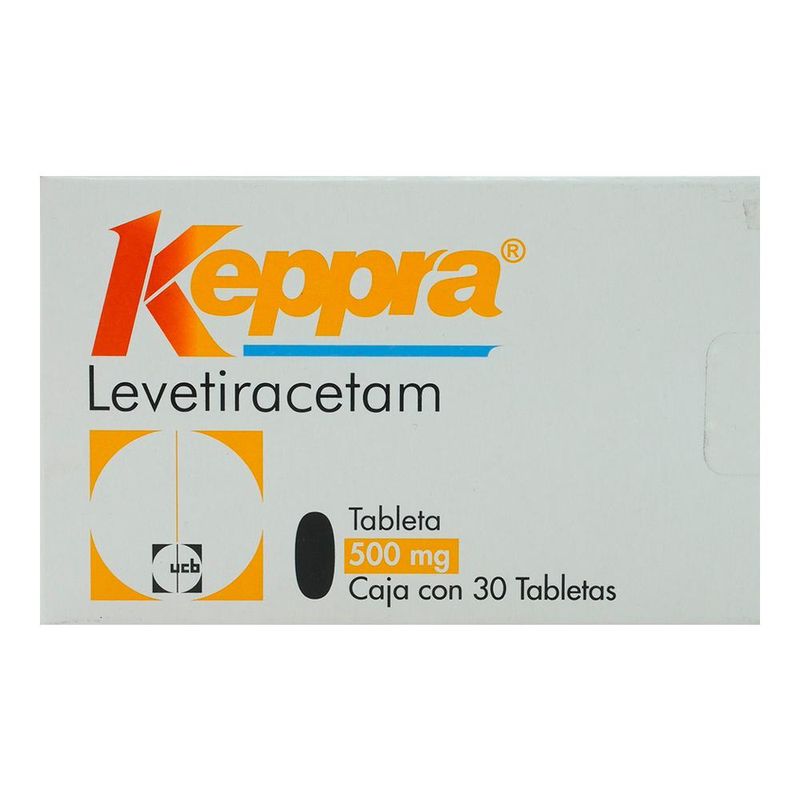 Keppra®
Levetiracetam
ucb
Tableta
500 mg
Caja con 30 Tabletas